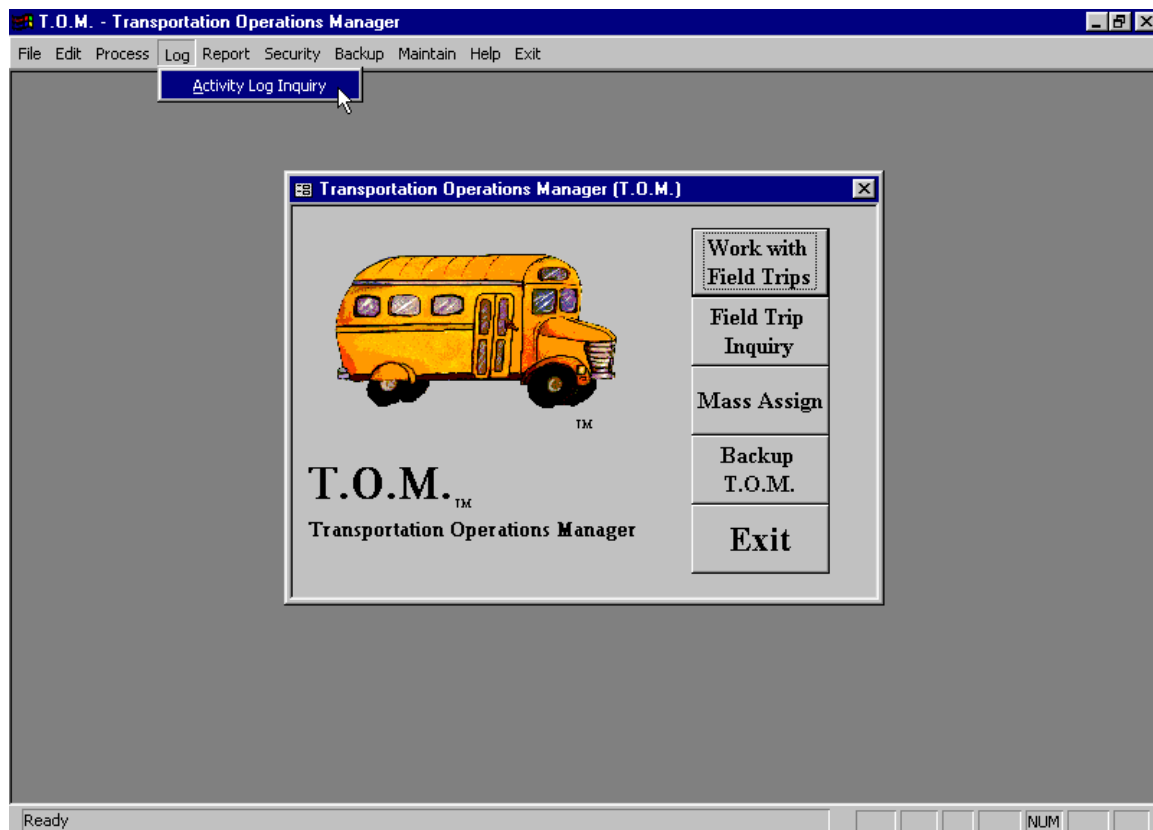 T.O.M. - Transportation Operations Manager
File Edit Process Log Report Security Backup Maintain Help Exit
Activity Log Inquiry
Transportation Operations Manager (T.O.M.)
Work with
Field Trips
Field Trip
Inquiry
Mass Assign
Backup
T.O.M.
Exit
TM
T.O.M. TM
Transportation Operations Manager
Ready
NUM